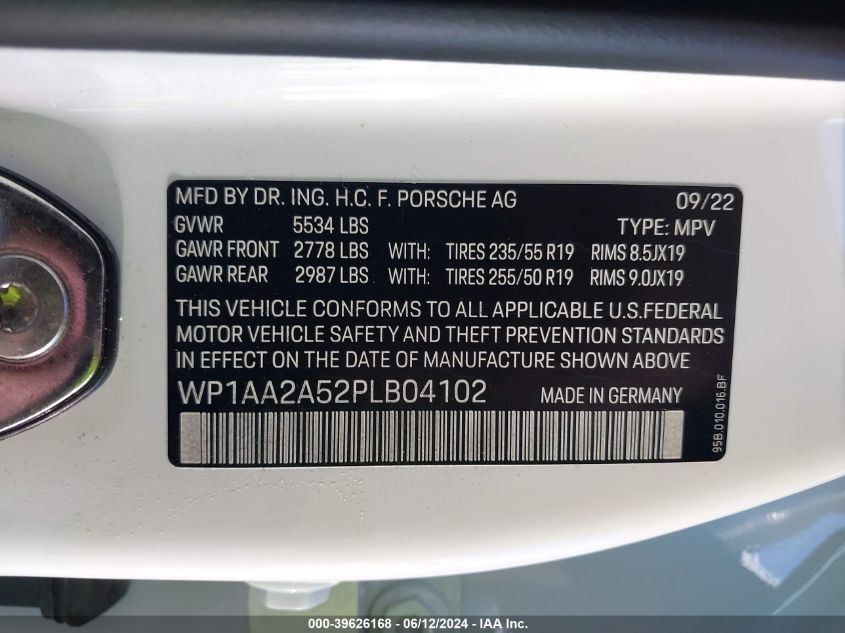 MFD BY DR. ING. H.C. F. PORSCHE AG 09/22
GVWR 5534 LBS TYPE: MPV
GAWR FRONT 2778 LBS WITH: TIRES 235/55 R19 RIMS 8.5JX19
GAWR REAR 2987 LBS WITH: TIRES 255/50 R19 RIMS 9.0JX19
THIS VEHICLE CONFORMS TO ALL APPLICABLE U.S.FEDERAL
MOTOR VEHICLE SAFETY AND THEFT PREVENTION STANDARDS
IN EFFECT ON THE DATE OF MANUFACTURE SHOWN ABOVE
WP1AA2A52PLB04102 MADE IN GERMANY
95B.010.016.BF
000-39626168 - 06/12/2024 - IAA Inc.